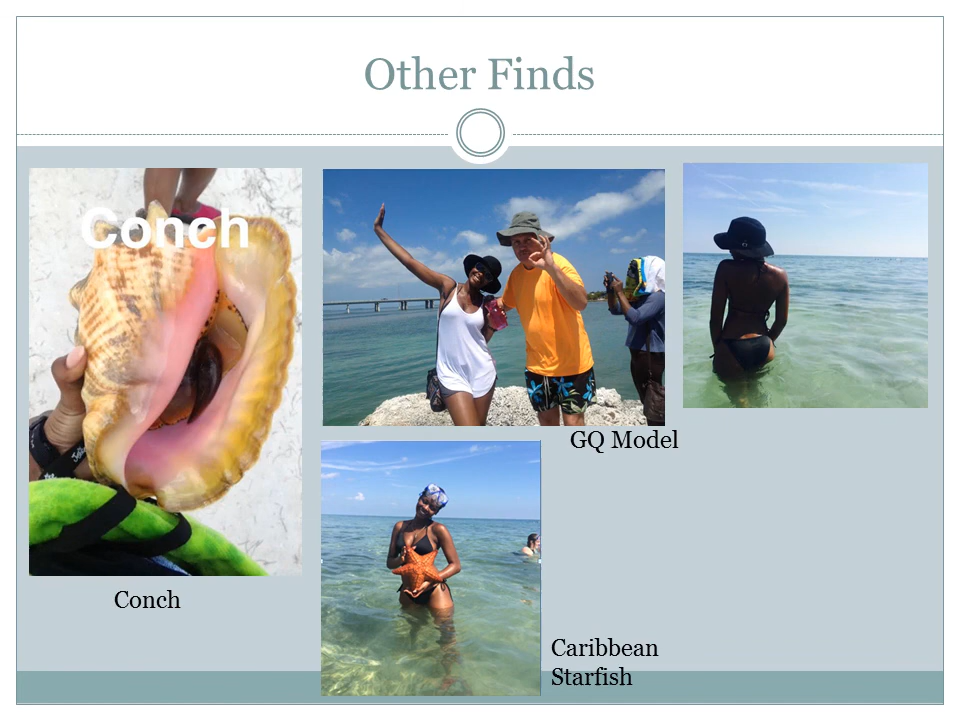 Other Finds
Conch
GQ Model
Conch
Caribbean
Starfish